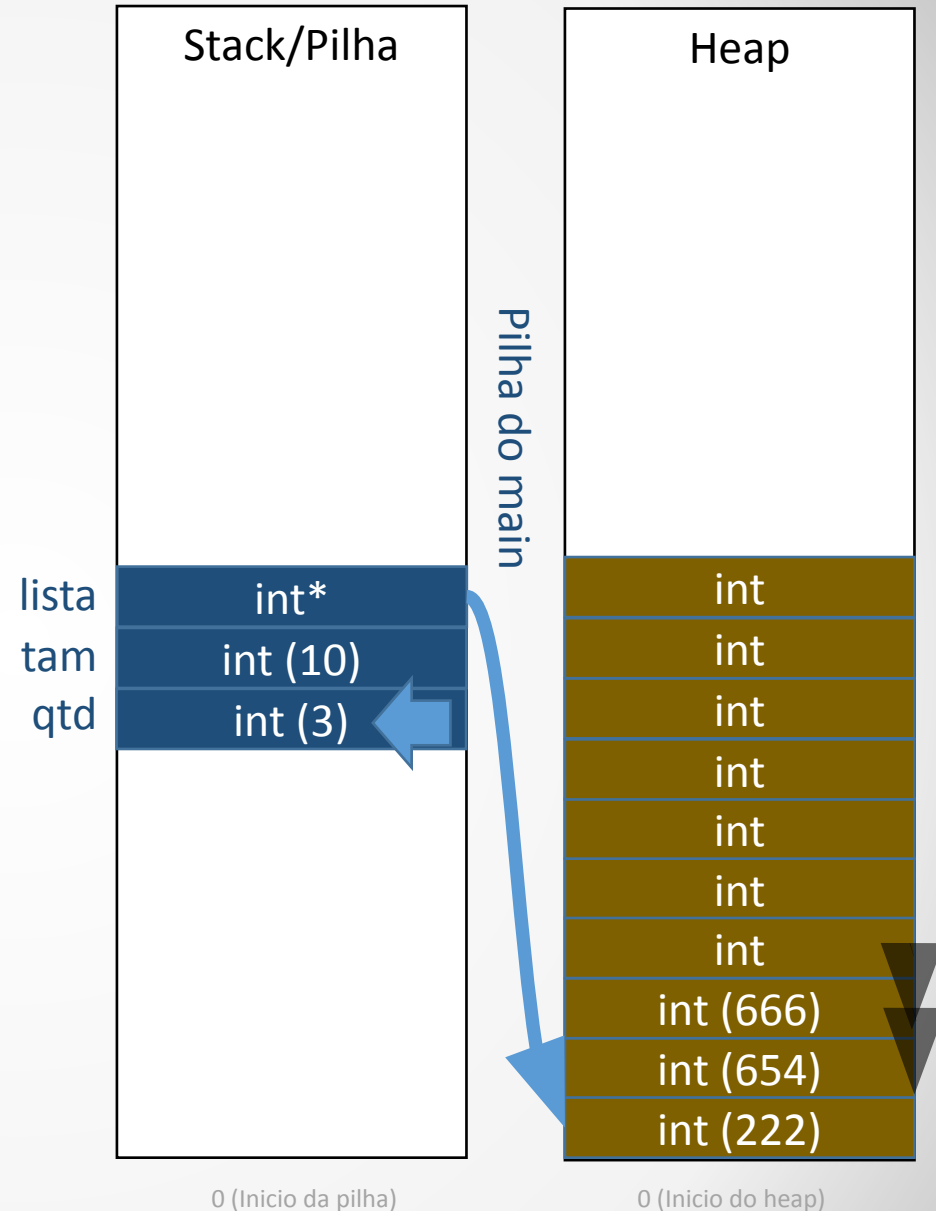 Stack/Pilha
Heap
Pilha do main
lista
int*
tam
int (10)
qtd
int (3)
int
int
int
int
int
int
int
int (666)
int (654)
int (222)
0 (Inicio da pilha)
0 (Inicio do heap)